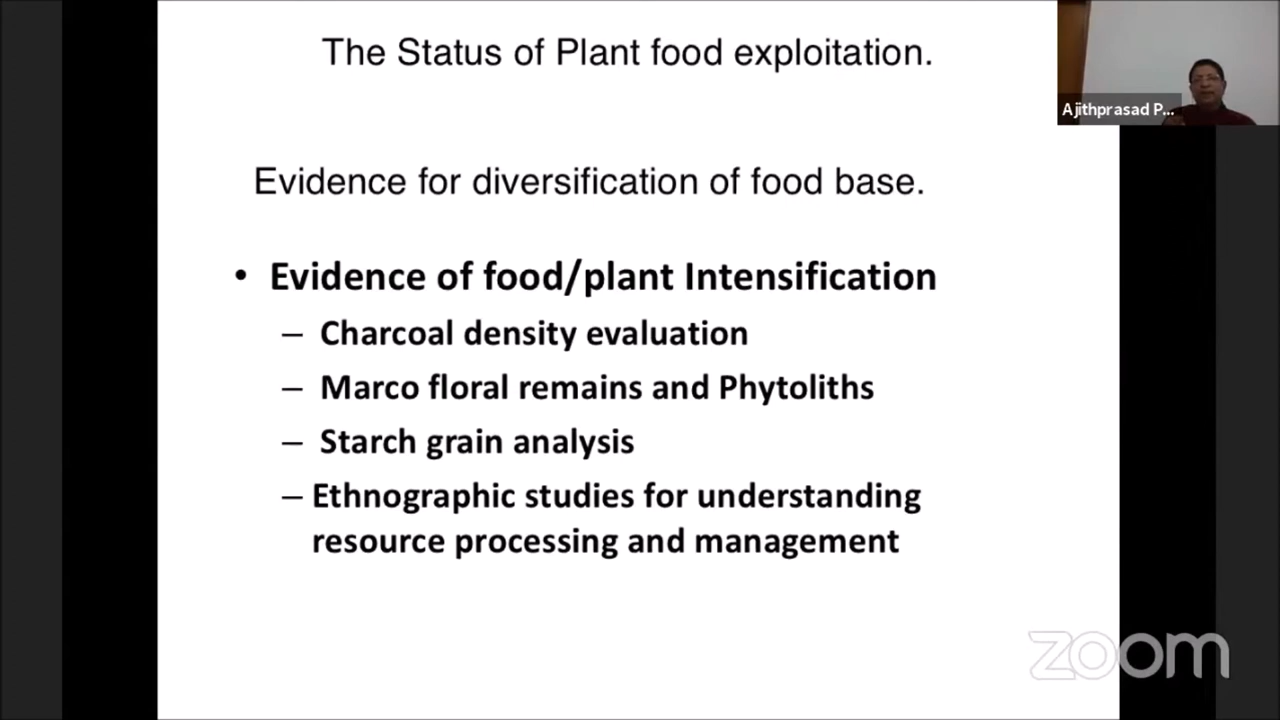 The Status of Plant food exploitation.
Ajithprasad P...
Evidence for diversification of food base.
• Evidence of food/plant Intensification
– Charcoal density evaluation
– Marco floral remains and Phytoliths
– Starch grain analysis
– Ethnographic studies for understanding
resource processing and management
zoom